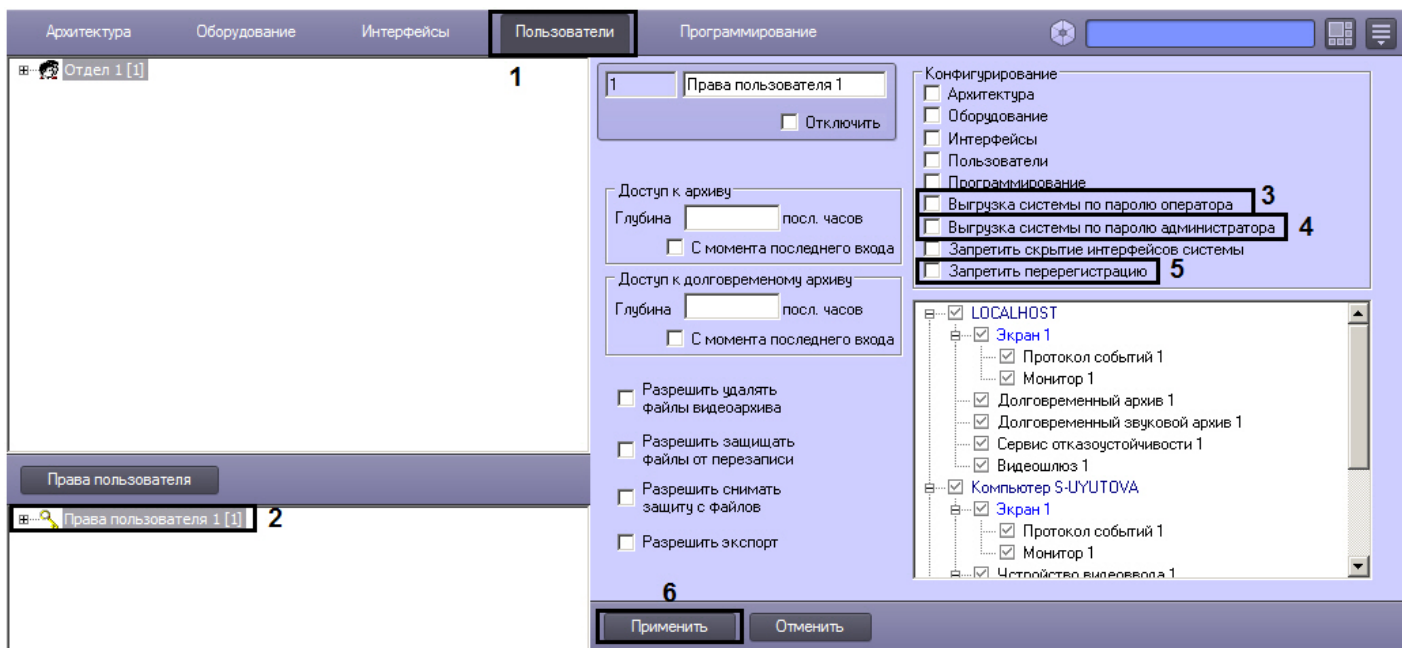 Архитектура Оборудование Интерфейсы Пользователи Программирование
1
Отдел 1 [1]
1 Права пользователя 1
Отключить
Доступ к архиву
Глубина посл. часов
С момента последнего входа
Доступ к долговременому архиву
Глубина посл. часов
С момента последнего входа
Разрешить удалять
файлы видеоархива
Разрешить защищать
файлы от перезаписи
Разрешить снимать
защиту с файлов
Разрешить экспорт
Конфигурирование
Архитектура
Оборудование
Интерфейсы
Пользователи
Программирование
Выгрузка системы по паролю оператора 3
Выгрузка системы по паролю администратора 4
Запретить скрытие интерфейсов системы
Запретить перерегистрацию 5
LOCALHOST
Экран 1
Протокол событий 1
Монитор 1
Долговременный архив 1
Долговременный звуковой архив 1
Сервис отказоустойчивости 1
Видеошлюз 1
Компьютер S-UYUTOVA
Экран 1
Протокол событий 1
Монитор 1
Устройство видеоввода 1
Права пользователя
Права пользователя 1 [1] 2
6
Применить Отменить